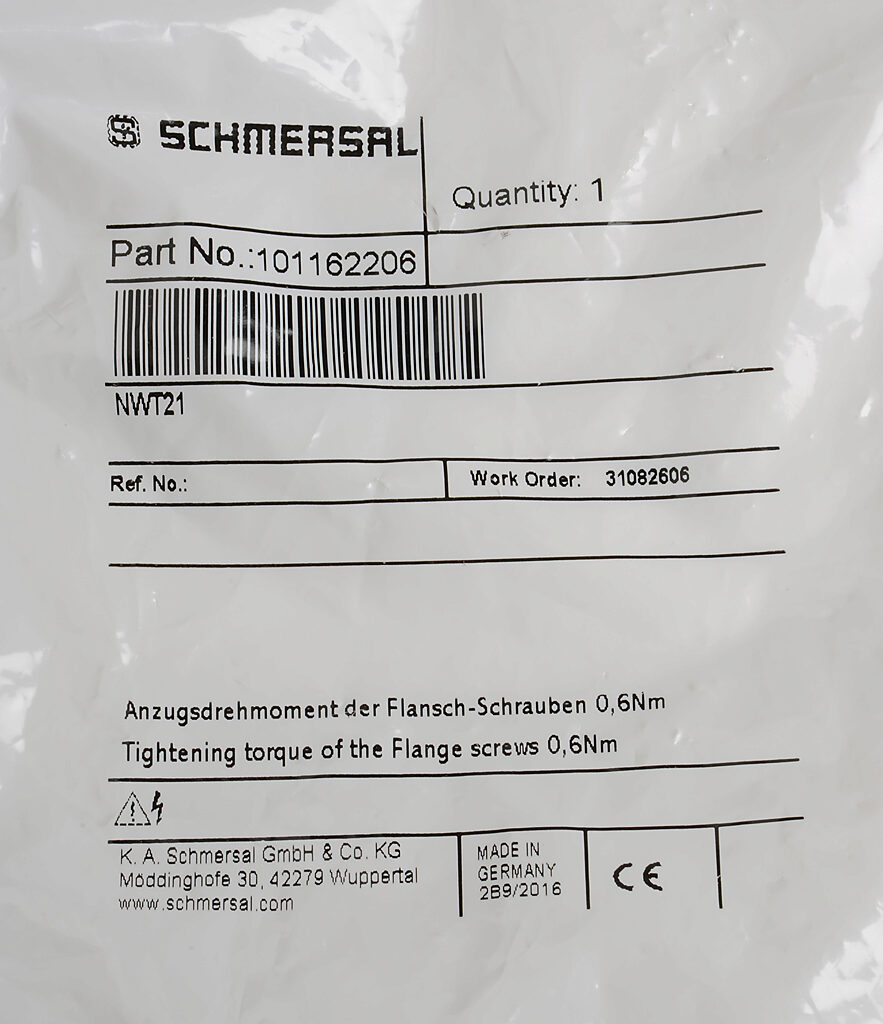 SCHMERSAL
Quantity: 1
Part No.:101162206
NWT21
Ref. No.:
Work Order: 31082606
Anzugsdrehmoment der Flansch-Schrauben 0,6Nm
Tightening torque of the Flange screws 0,6Nm
K. A. Schmersal GmbH & Co. KG
Möddinghofe 30, 42279 Wuppertal
www.schmersal.com
MADE IN
GERMANY
2B9/2016
CE